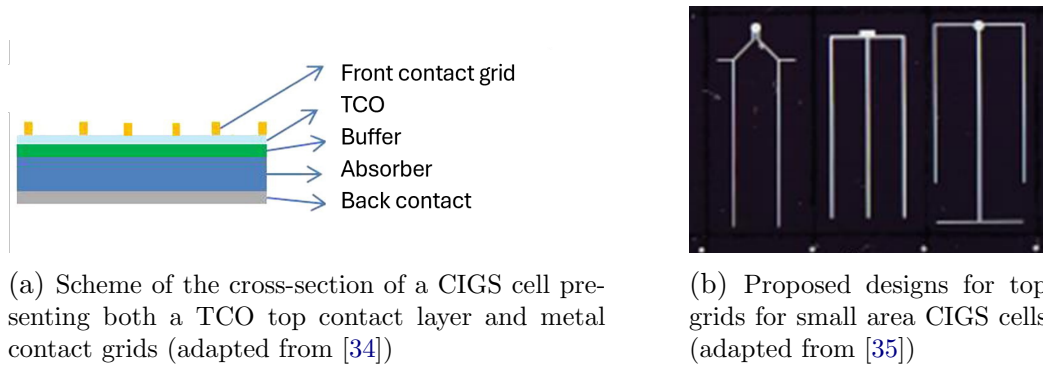 Front contact grid
TCO
Buffer
Absorber
Back contact
(a) Scheme of the cross-section of a CIGS cell pre-
senting both a TCO top contact layer and metal
contact grids (adapted from [34])
(b) Proposed designs for top
grids for small area CIGS cells
(adapted from [35])